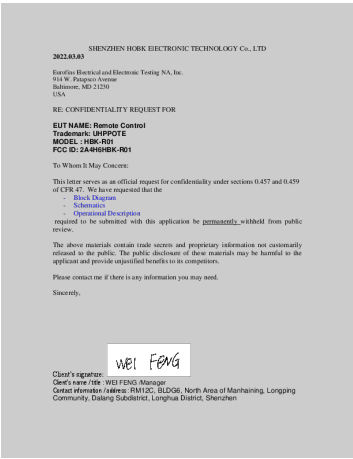 SHENZHEN HOBK ElECTRONIC TECHNOLOGY Co., LTD
2022.03.03
Eurofins Electrical and Electronic Testing NA, Inc.
914 W. Patapsco Avenue
Baltimore, MD 21230
USA
RE: CONFIDENTIALITY REQUEST FOR
EUT NAME: Remote Control
Trademark: UHPPOTE
MODEL : HBK-R01
FCC ID: 2A4H6HBK-R01
To Whom It May Concern:
This letter serves as an official request for confidentiality under sections 0.457 and 0.459
of CFR 47. We have requested that the
- Block Diagram
- Schematics
- Operational Description
required to be submitted with this application be permanently withheld from public
review.
The above materials contain trade secrets and proprietary information not customarily
released to the public. The public disclosure of these materials may be harmful to the
applicant and provide unjustified benefits to its competitors.
Please contact me if there is any information you may need.
Sincerely,
WEI FENG
Client's signature:
Client's name / title : WEI FENG /Manager
Contact information / address : RM12C, BLDG6, North Area of Manhaining, Longping
Community, Dalang Subdistrict, Longhua District, Shenzhen